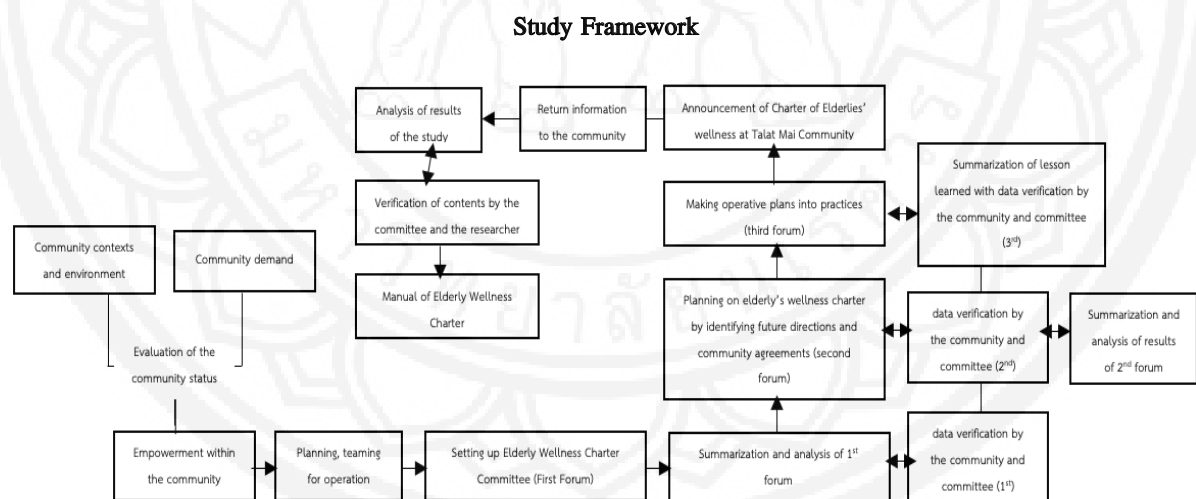 Study Framework
Analysis of results
of the study
Return information
to the community
Announcement of Charter of Elderlies'
wellness at Talat Mai Community
Verification of contents by the
committee and the researcher
Making operative plans into practices
(third forum)
Summarization of lesson
learned with data verification by
the community and committee
(3rd)
Community contexts
and environment
Community demand
Manual of Elderly Wellness
Charter
Planning on elderly's wellness charter
by identifying future directions and
community agreements (second
forum)
data verification by
the community and
committee (2nd)
Summarization and
analysis of results
of 2nd forum
Evaluation of the
community status
Empowerment within
the community
Planning, teaming
for operation
Setting up Elderly Wellness Charter
Committee (First Forum)
Summarization and analysis of 1st
forum
data verification by
the community and
committee (1st)